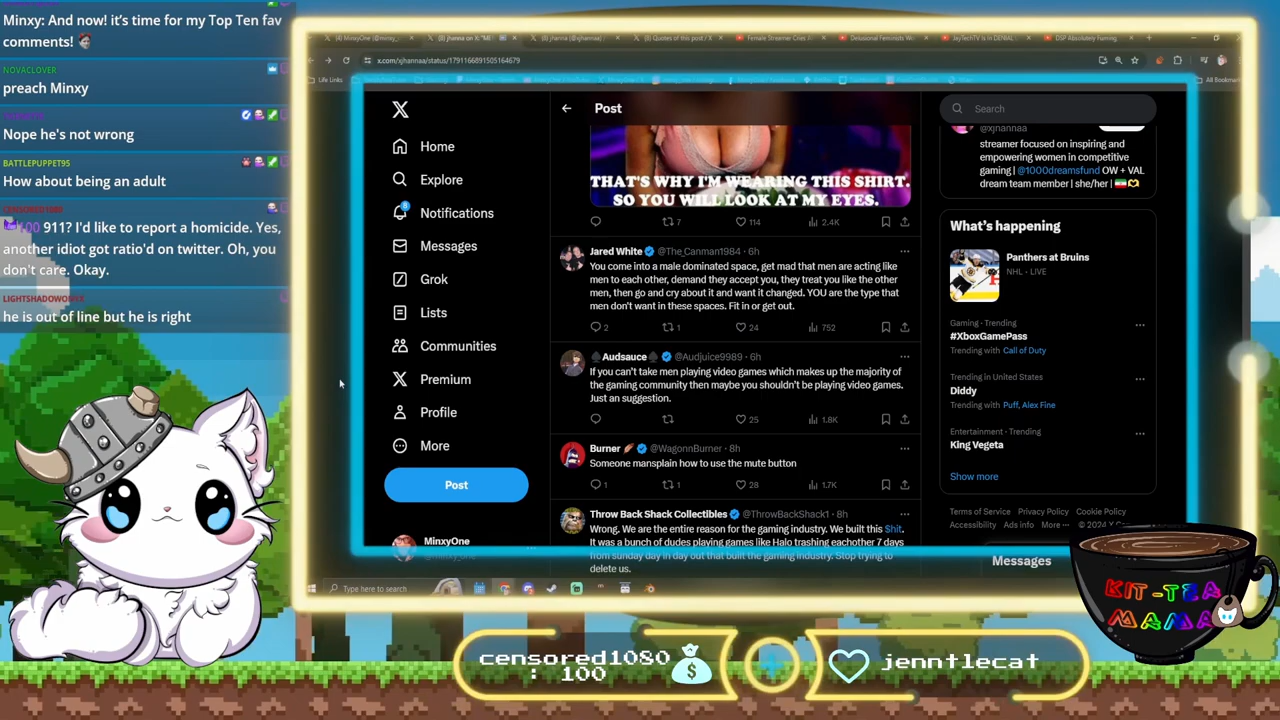 Minxy: And now! it's time for my Top Ten fav
comments!
NOVACLOVER
preach Minxy
Nope he's not wrong
BATTLEPUPPET95
How about being an adult
CENSORED1080
100 911? I'd like to report a homicide. Yes,
another idiot got ratio'd on twitter. Oh, you
don't care. Okay.
he is out of line but he is right
x.com/xjhannaa/status/1791166891505164679
Life Links
All Bookmarks
Home
Explore
8
Notifications
Messages
Grok
Lists
Communities
Premium
Profile
More
Post
MinxyOne
Type here to search
Post
THAT'S WHY I'M WEARING THIS SHIRT.
SO YOU WILL LOOK AT MY EYES.
7 114 2.4K
Jared White @The_Canman1984 · 6h
You come into a male dominated space, get mad that men are acting like
men to each other, demand they accept you, they treat you like the other
men, then go and cry about it and want it changed. YOU are the type that
men don't want in these spaces. Fit in or get out.
2 1 24 752
♠Audsauce♠ @Audjuice9989 · 6h
If you can't take men playing video games which makes up the majority of
the gaming community then maybe you shouldn't be playing video games.
Just an suggestion.
25 1.8K
Burner @WagonnBurner · 8h
Someone mansplain how to use the mute button
1 1 28 1.7K
Throw Back Shack Collectibles @ThrowBackShack1 · 8h
Wrong. We are the entire reason for the gaming industry. We built this Shit.
It was a bunch of dudes playing games like Halo trashing eachother 7 days
from sunday day in day out that built the gaming industry. Stop trying to
delete us.
Search
@xjhannaa
streamer focused on inspiring and
empowering women in competitive
gaming | @1000dreamsfund OW + VAL
dream team member | she/her |
What's happening
Panthers at Bruins
NHL · LIVE
Gaming · Trending
#XboxGamePass
Trending with Call of Duty
Trending in United States
Diddy
Trending with Puff, Alex Fine
Entertainment · Trending
King Vegeta
Show more
Terms of Service Privacy Policy Cookie Policy
Accessibility Ads info More ··· © 2024 X Corp.
Messages
KIT-TEA
MAMA
censored1080
: 100
jenntlecat